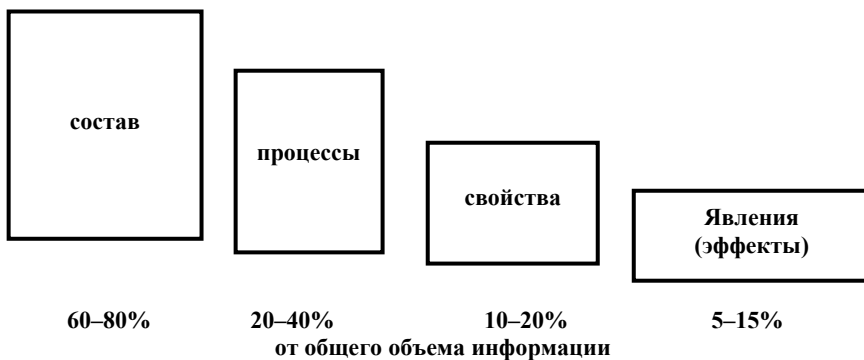 состав
процессы
свойства
Явления
(эффекты)
60–80% 20–40% 10–20% 5–15%
от общего объема информации